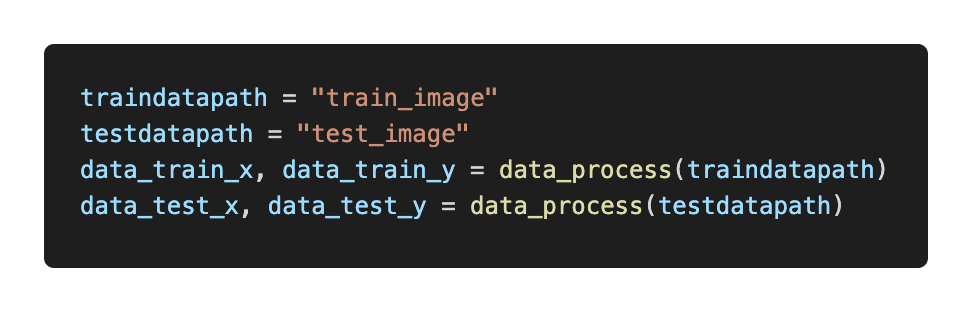 traindatapath = "train_image"
testdatapath = "test_image"
data_train_x, data_train_y = data_process(traindatapath)
data_test_x, data_test_y = data_process(testdatapath)